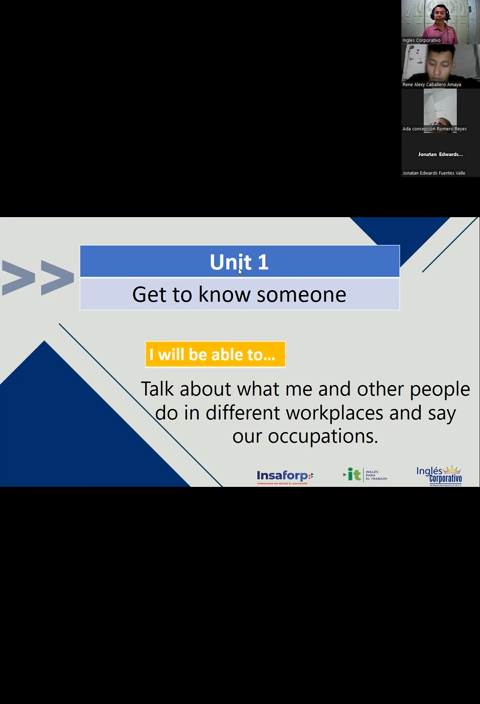 Inglés Corporativo
Rene Alexy Caballero Amaya
Ada concepción Romero Reyes
Jonatan Edwards...
Jonatan Edwards Fuentes Valle
>>
Unit 1
Get to know someone
I will be able to...
Talk about what me and other people
do in different workplaces and say
our occupations.
Insaforp
it
INGLÉS
PARA
EL TRABAJO
Inglés
Corporativo